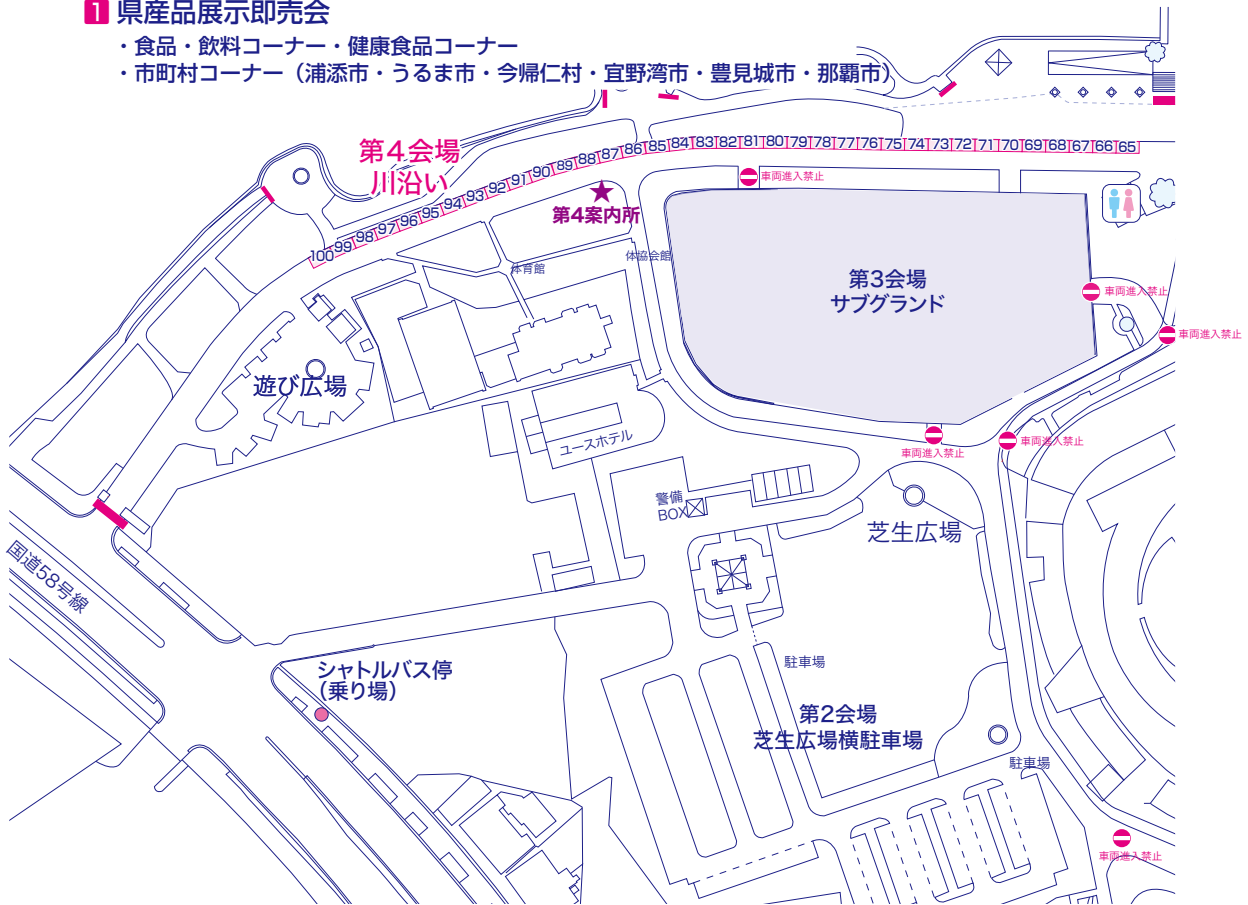 1 県産品展示即売会
・食品・飲料コーナー・健康食品コーナー
・市町村コーナー（浦添市・うるま市・今帰仁村・宜野湾市・豊見城市・那覇市）
第4会場
川沿い
100 99 98 97 96 95 94 93 92 91 90 89 88 87 86 85 84 83 82 81 80 79 78 77 76 75 74 73 72 71 70 69 68 67 66 65
車両進入禁止
第4案内所
体育館
体協会館
第3会場
サブグランド
車両進入禁止
車両進入禁止
遊び広場
ユースホテル
車両進入禁止
車両進入禁止
警備
BOX
芝生広場
国道58号線
シャトルバス停
（乗り場）
駐車場
第2会場
芝生広場横駐車場
駐車場
車両進入禁止